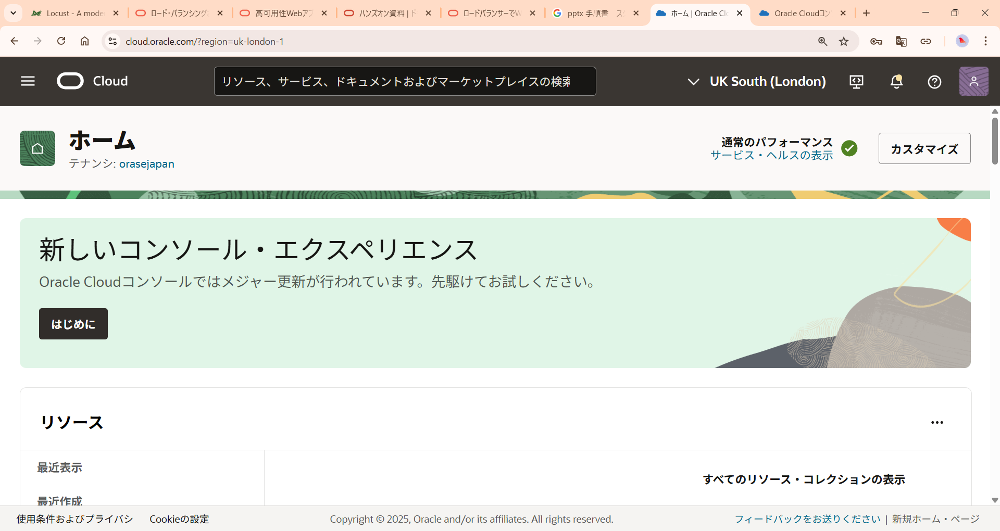 Locust - A mode
ロード・バランシング
高可用性Webアプ
ハンズオン資料 | ド
ロードバランサーでW
pptx 手順書 ス
ホーム | Oracle Clo
Oracle Cloudコン
cloud.oracle.com/?region=uk-london-1
Cloud
リソース、サービス、ドキュメントおよびマーケットプレイスの検索
UK South (London)
ホーム
テナンシ: orasejapan
通常のパフォーマンス
サービス・ヘルスの表示
カスタマイズ
新しいコンソール・エクスペリエンス
Oracle Cloudコンソールではメジャー更新が行われています。先駆けてお試しください。
はじめに
リソース
最近表示
すべてのリソース・コレクションの表示
最近作成
使用条件およびプライバシ
Cookieの設定
Copyright © 2025, Oracle and/or its affiliates. All rights reserved.
フィードバックをお送りください | 新規ホーム・ページ